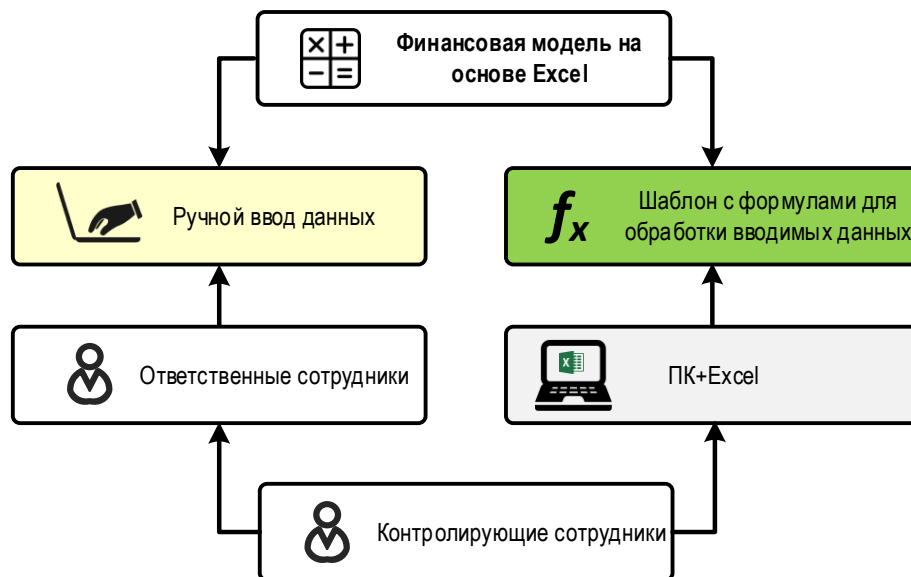 Финансовая модель на
основе Excel
Ручной ввод данных
fx
Шаблон с формулами для
обработки вводимых данных
Ответственные сотрудники
ПК+Excel
Контролирующие сотрудники